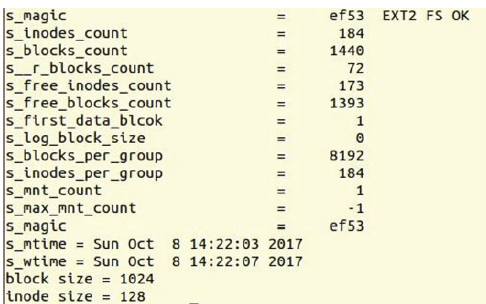 s_magic = ef53 EXT2 FS OK
s_inodes_count = 184
s_blocks_count = 1440
s__r_blocks_count = 72
s_free_inodes_count = 173
s_free_blocks_count = 1393
s_first_data_blcok = 1
s_log_block_size = 0
s_blocks_per_group = 8192
s_inodes_per_group = 184
s_mnt_count = 1
s_max_mnt_count = -1
s_magic = ef53
s_mtime = Sun Oct 8 14:22:03 2017
s_wtime = Sun Oct 8 14:22:07 2017
block size = 1024
inode size = 128